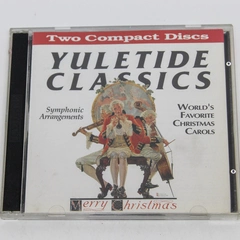 Two Compact Discs
YULETIDE
CLASSICS
Symphonic
Arrangements
WORLD'S
FAVORITE
CHRISTMAS
CAROLS
Merry Christmas